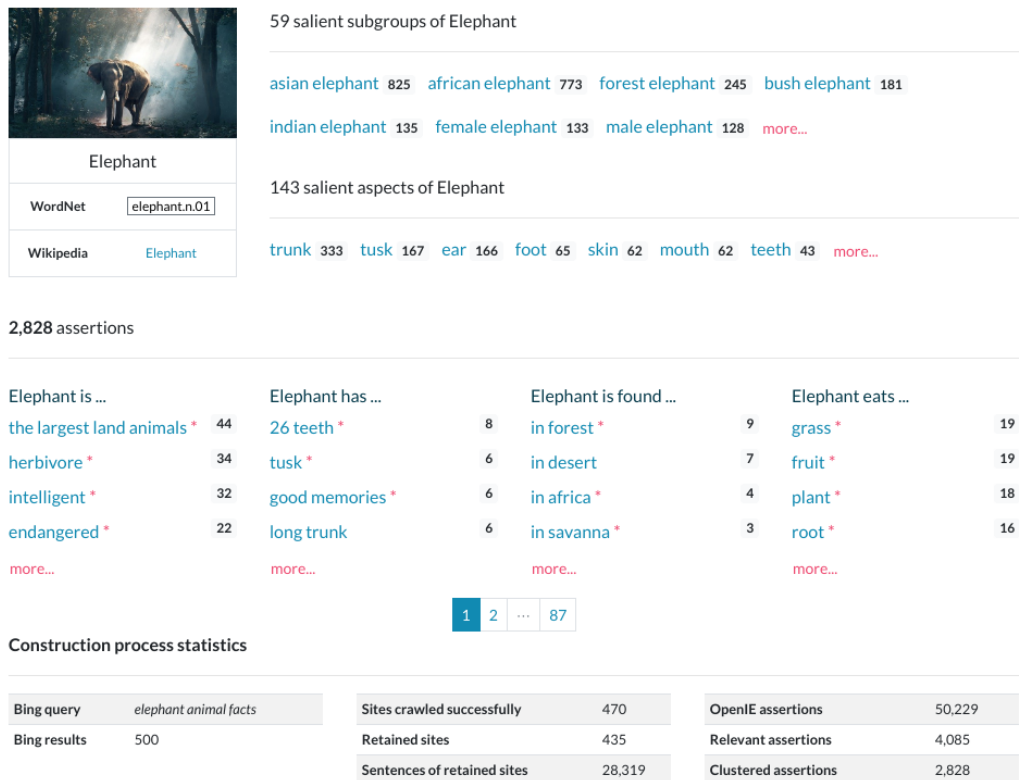 59 salient subgroups of Elephant
asian elephant 825 african elephant 773 forest elephant 245 bush elephant 181
indian elephant 135 female elephant 133 male elephant 128 more...
Elephant
WordNet elephant.n.01
Wikipedia Elephant
143 salient aspects of Elephant
trunk 333 tusk 167 ear 166 foot 65 skin 62 mouth 62 teeth 43 more...
2,828 assertions
Elephant is ...
the largest land animals * 44
herbivore * 34
intelligent * 32
endangered * 22
more...
Elephant has ...
26 teeth * 8
tusk * 6
good memories * 6
long trunk 6
more...
Elephant is found ...
in forest * 9
in desert 7
in africa * 4
in savanna * 3
more...
Elephant eats ...
grass * 19
fruit * 19
plant * 18
root * 16
more...
1 2 ··· 87
Construction process statistics
Bing query elephant animal facts
Bing results 500
Sites crawled successfully 470
Retained sites 435
Sentences of retained sites 28,319
OpenIE assertions 50,229
Relevant assertions 4,085
Clustered assertions 2,828